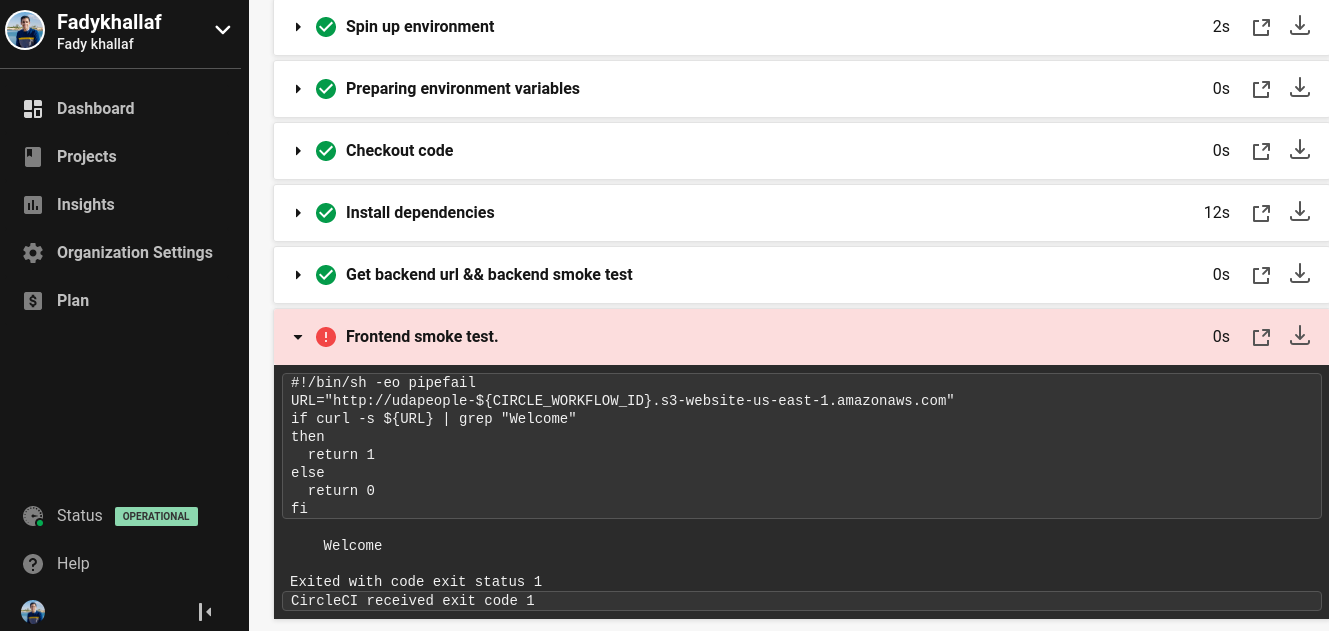 Fadykhallaf
Fady khallaf
Dashboard
Projects
Insights
Organization Settings
Plan
Status OPERATIONAL
Help
Spin up environment 2s
Preparing environment variables 0s
Checkout code 0s
Install dependencies 12s
Get backend url && backend smoke test 0s
Frontend smoke test. 0s
#!/bin/sh -eo pipefail
URL="http://udapeople-${CIRCLE_WORKFLOW_ID}.s3-website-us-east-1.amazonaws.com"
if curl -s ${URL} | grep "Welcome"
then
  return 1
else
  return 0
fi
    Welcome
Exited with code exit status 1
CircleCI received exit code 1